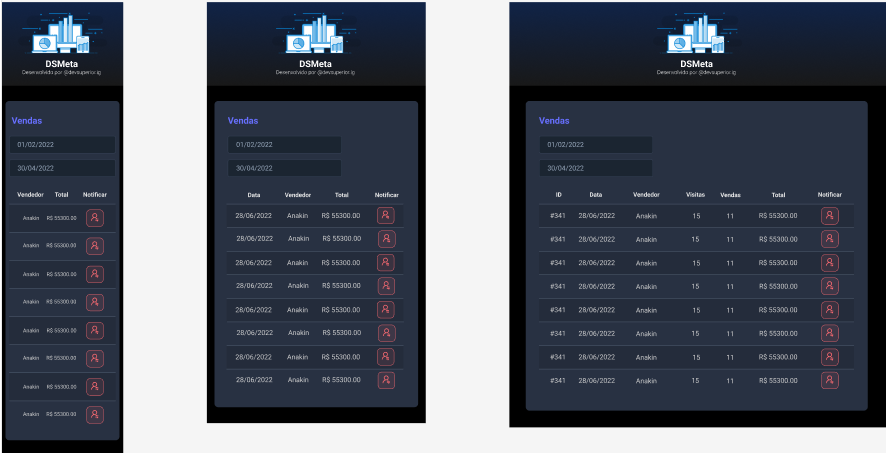 DSMeta
Desenvolvido por @devsuperior.ig
Vendas
01/02/2022
30/04/2022
Vendedor Total Notificar
Anakin R$ 55300.00
Anakin R$ 55300.00
Anakin R$ 55300.00
Anakin R$ 55300.00
Anakin R$ 55300.00
Anakin R$ 55300.00
Anakin R$ 55300.00
Anakin R$ 55300.00
DSMeta
Desenvolvido por @devsuperior.ig
Vendas
01/02/2022
30/04/2022
Data Vendedor Total Notificar
28/06/2022 Anakin R$ 55300.00
28/06/2022 Anakin R$ 55300.00
28/06/2022 Anakin R$ 55300.00
28/06/2022 Anakin R$ 55300.00
28/06/2022 Anakin R$ 55300.00
28/06/2022 Anakin R$ 55300.00
28/06/2022 Anakin R$ 55300.00
28/06/2022 Anakin R$ 55300.00
DSMeta
Desenvolvido por @devsuperior.ig
Vendas
01/02/2022
30/04/2022
ID Data Vendedor Visitas Vendas Total Notificar
#341 28/06/2022 Anakin 15 11 R$ 55300.00
#341 28/06/2022 Anakin 15 11 R$ 55300.00
#341 28/06/2022 Anakin 15 11 R$ 55300.00
#341 28/06/2022 Anakin 15 11 R$ 55300.00
#341 28/06/2022 Anakin 15 11 R$ 55300.00
#341 28/06/2022 Anakin 15 11 R$ 55300.00
#341 28/06/2022 Anakin 15 11 R$ 55300.00
#341 28/06/2022 Anakin 15 11 R$ 55300.00